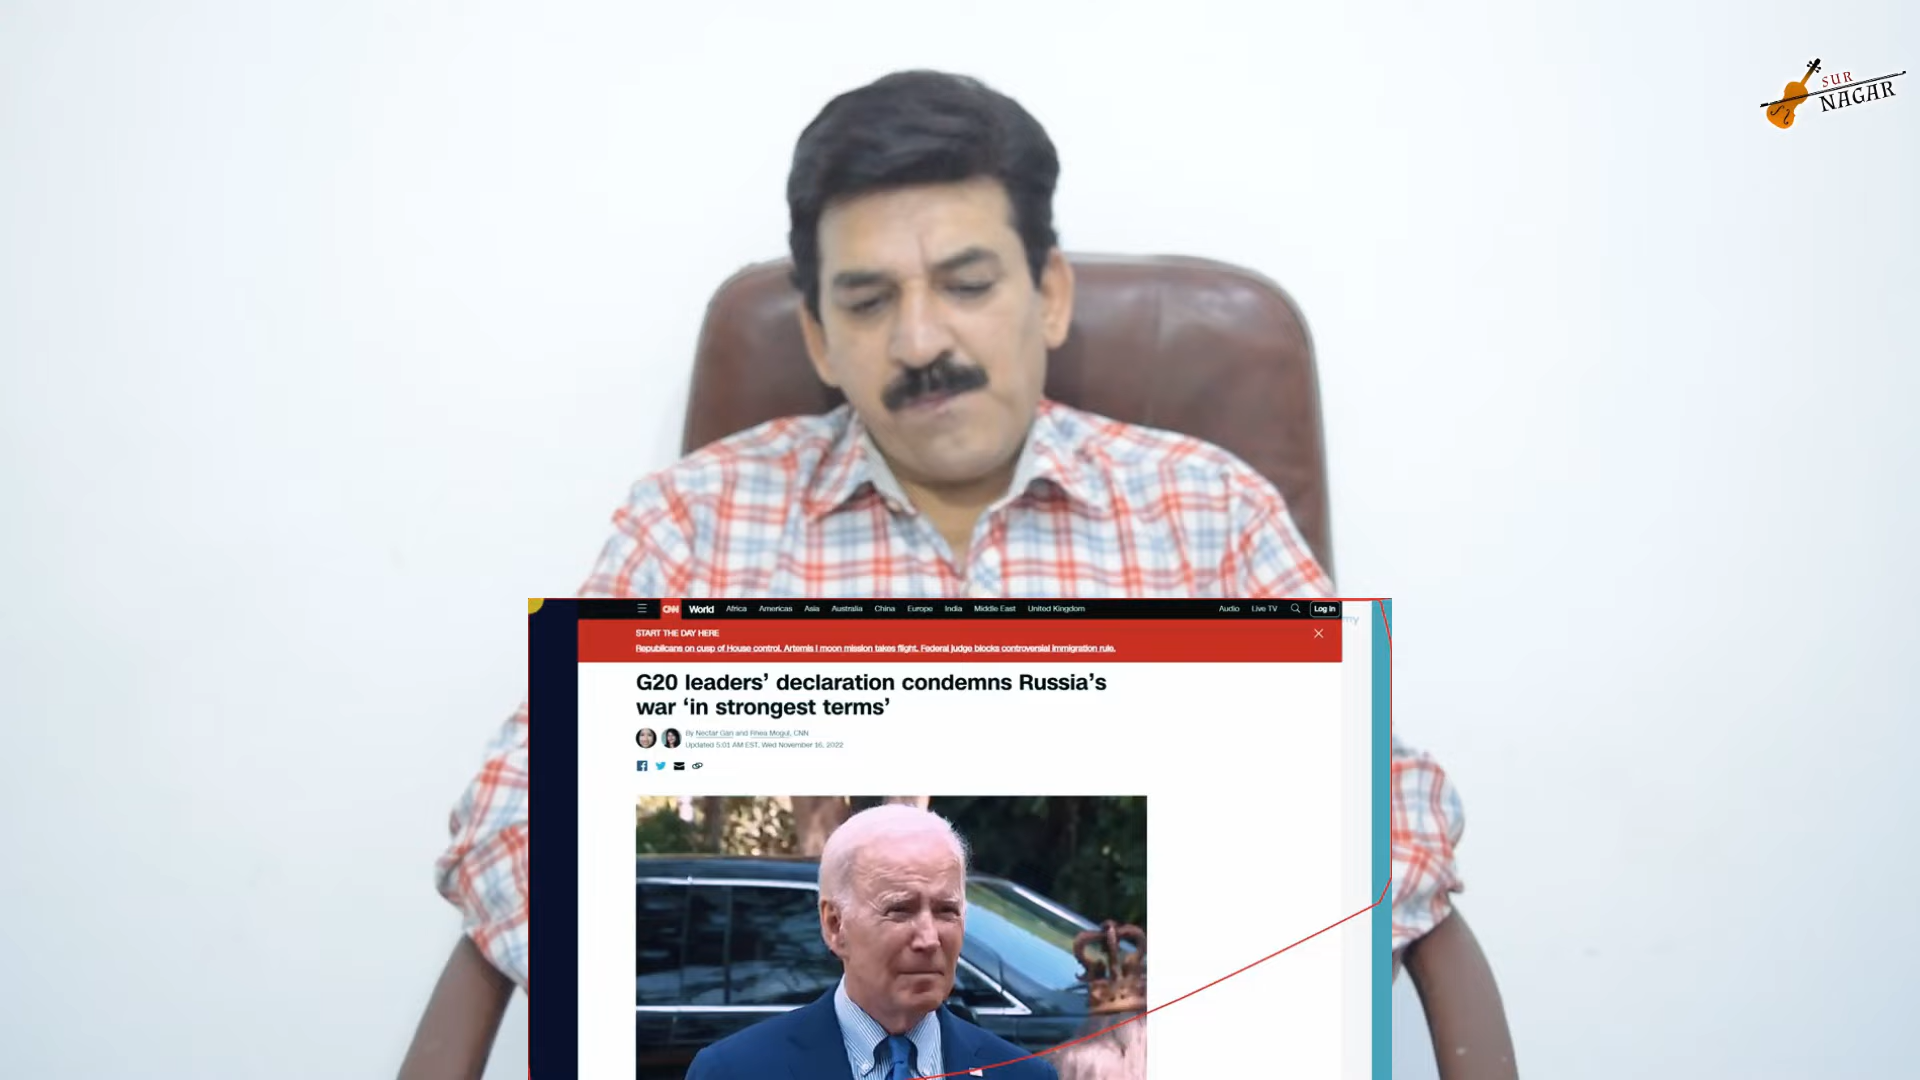 SUR
NAGAR
CNN World Africa Americas Asia Australia China Europe India Middle East United Kingdom Audio Live TV Log In
START THE DAY HERE
Republicans on cusp of House control. Artemis I moon mission takes flight. Federal judge blocks controversial immigration rule.
G20 leaders’ declaration condemns Russia’s
war ‘in strongest terms’
By Nectar Gan and Rhea Mogul, CNN
Updated 5:01 AM EST, Wed November 16, 2022